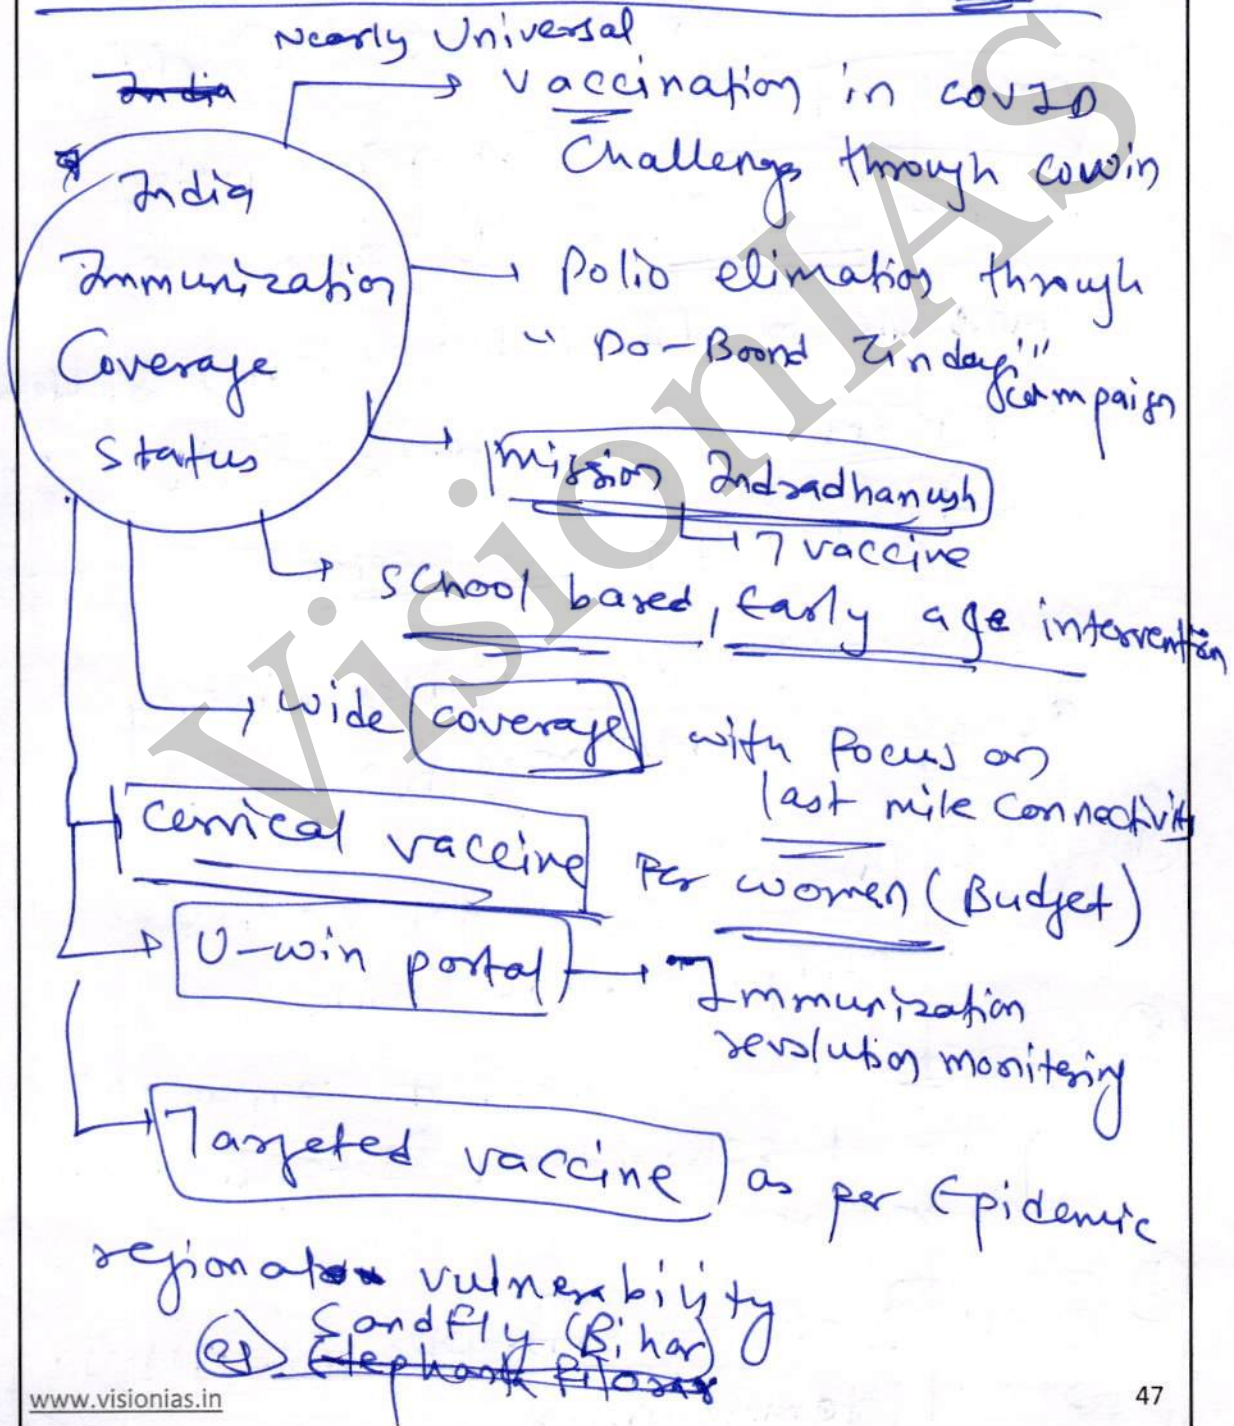 Nearly Universal
India
Vaccination in COVID
Challenge through cowin
India
Immunization
Coverage
Status
Polio elimation through
"Do-Boond Zindagi"
campaign
Mission Indradhanush
7 vaccine
School based, Early age intervention
wide coverage with focus on
last mile connectivity
Cervical vaccine for women (Budget)
U-win portal
Immunization
revolution monitering
Targeted vaccine as per Epidemic
regional vulnerability
eg Sandfly (Bihar)
VisionIAS
www.visionias.in
47